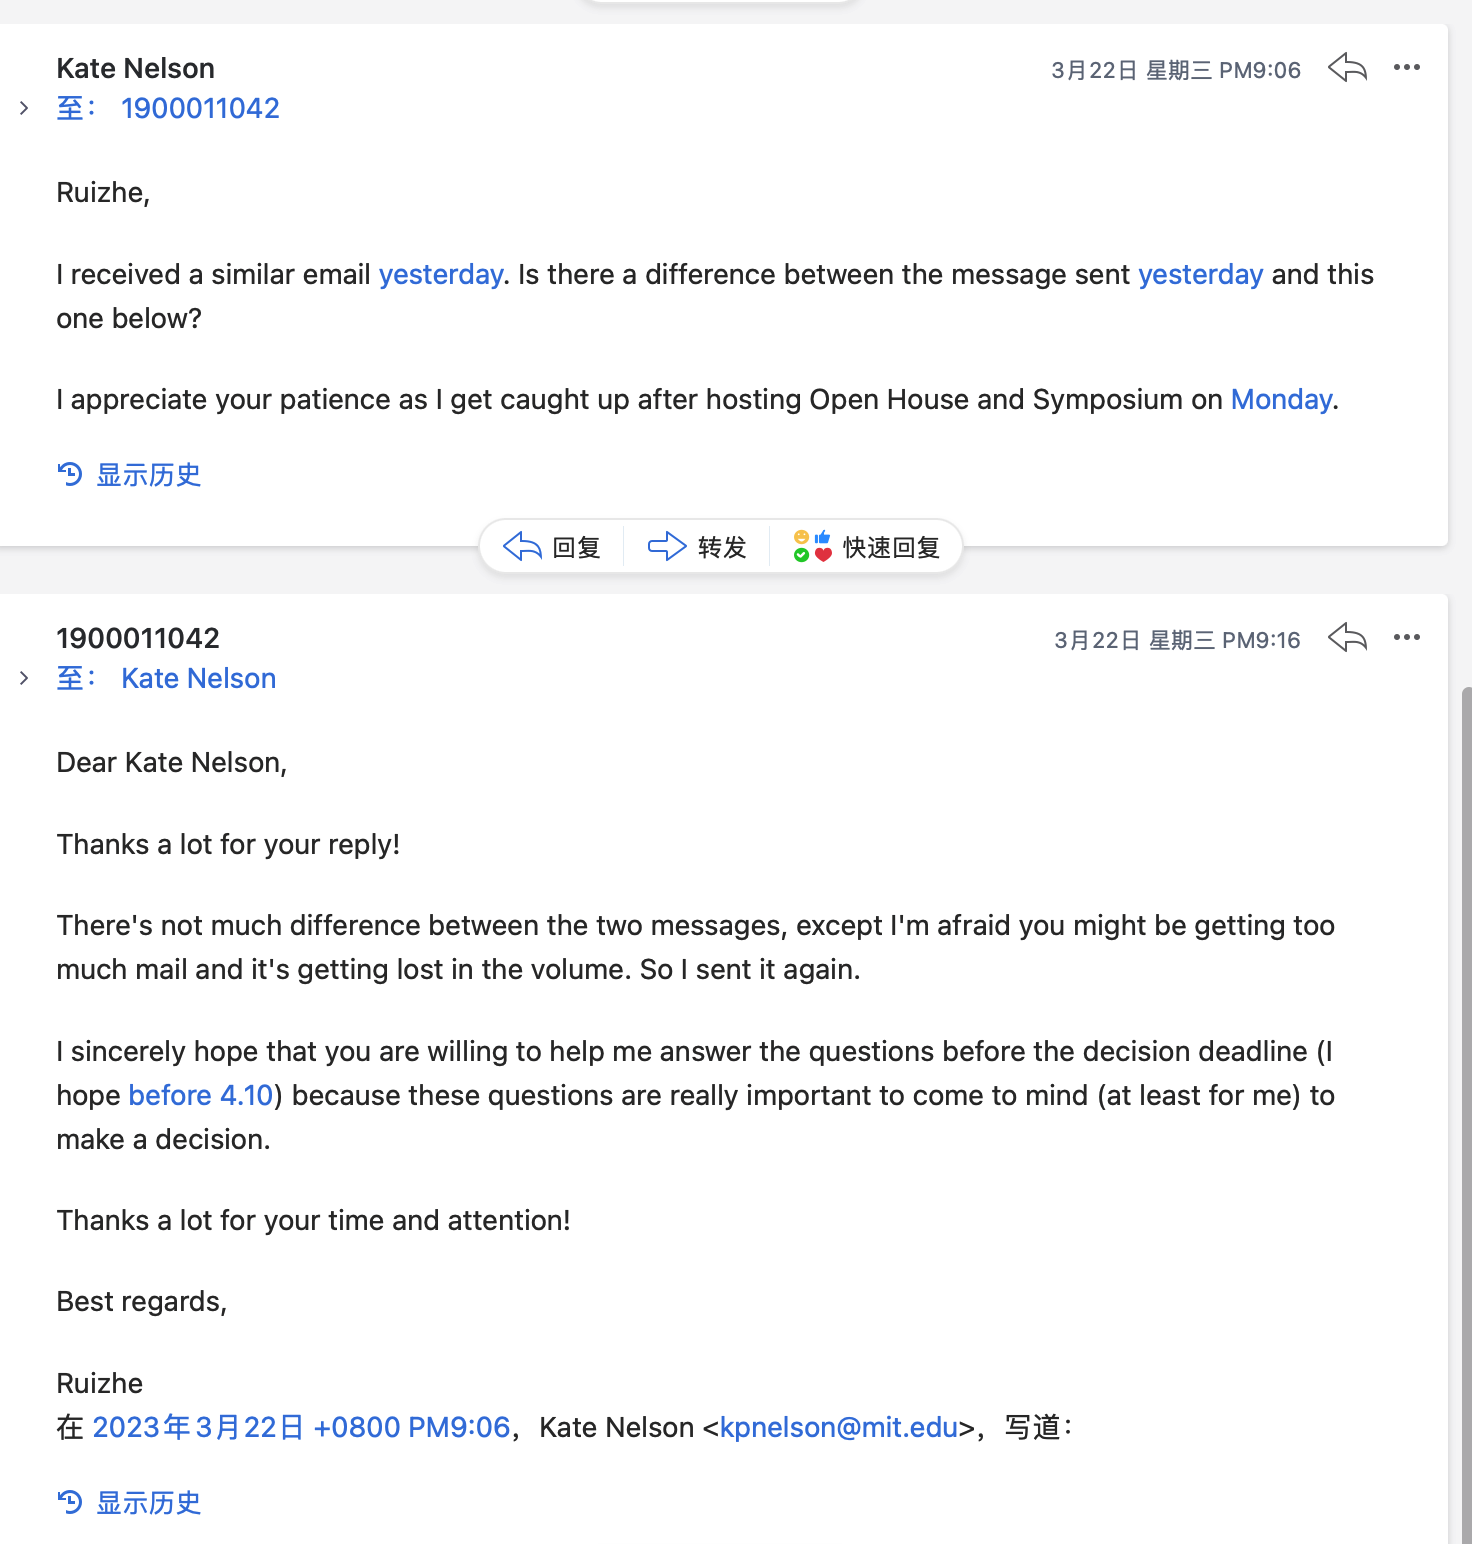 Kate Nelson
3月22日 星期三 PM9:06
至： 1900011042
Ruizhe,
I received a similar email yesterday. Is there a difference between the message sent yesterday and this
one below?
I appreciate your patience as I get caught up after hosting Open House and Symposium on Monday.
显示历史
回复 转发 快速回复
1900011042
3月22日 星期三 PM9:16
至： Kate Nelson
Dear Kate Nelson,
Thanks a lot for your reply!
There's not much difference between the two messages, except I'm afraid you might be getting too
much mail and it's getting lost in the volume. So I sent it again.
I sincerely hope that you are willing to help me answer the questions before the decision deadline (I
hope before 4.10) because these questions are really important to come to mind (at least for me) to
make a decision.
Thanks a lot for your time and attention!
Best regards,
Ruizhe
在 2023年3月22日 +0800 PM9:06，Kate Nelson <kpnelson@mit.edu>，写道：
显示历史